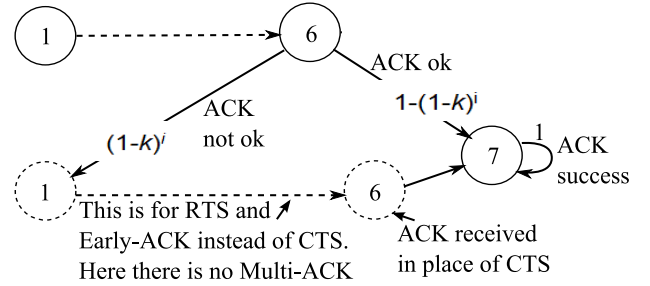 1
6
ACK ok
ACK
not ok
1-(1-k)ⁱ
(1-k)ⁱ
7
1
ACK
success
1
6
This is for RTS and
Early-ACK instead of CTS.
Here there is no Multi-ACK
ACK received
in place of CTS